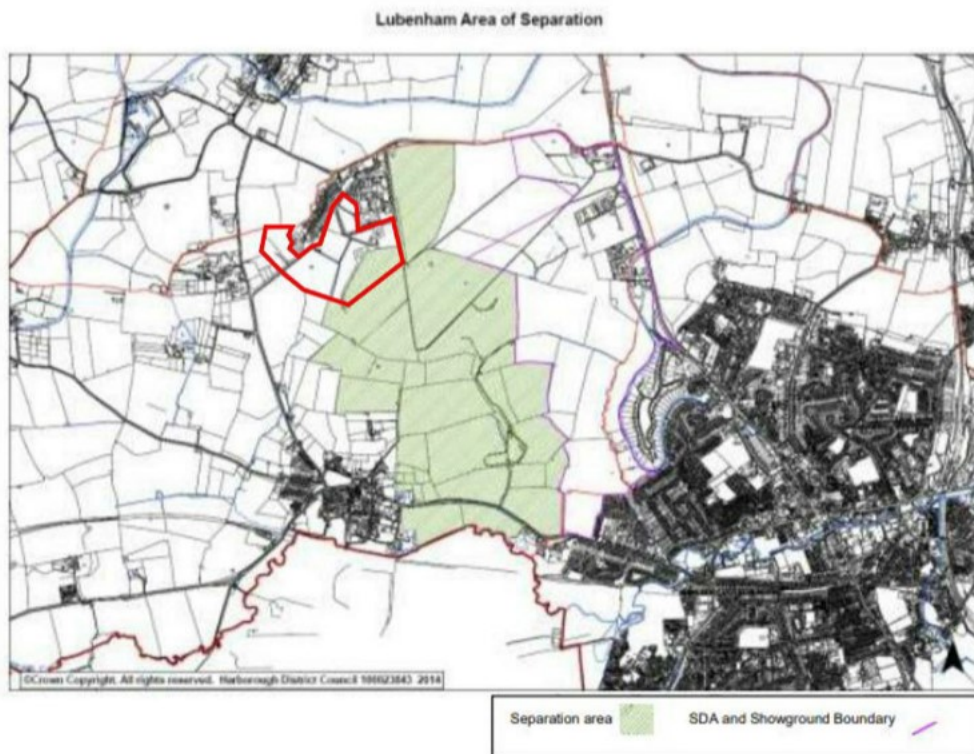 Lubenham Area of Separation
©Crown Copyright. All rights reserved. Harborough District Council 100023843 2014
Separation area
SDA and Showground Boundary